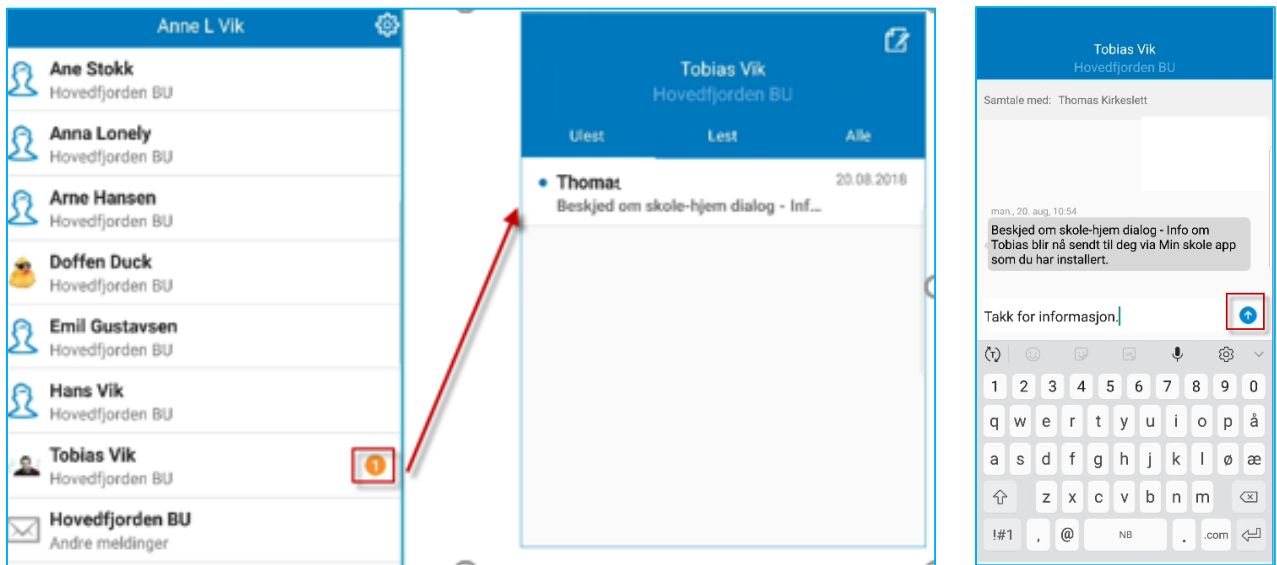 Anne L Vik
Ane Stokk
Hovedfjorden BU
Anna Lonely
Hovedfjorden BU
Arne Hansen
Hovedfjorden BU
Doffen Duck
Hovedfjorden BU
Emil Gustavsen
Hovedfjorden BU
Hans Vik
Hovedfjorden BU
Tobias Vik
1
Hovedfjorden BU
Hovedfjorden BU
Andre meldinger
Tobias Vik
Hovedfjorden BU
Ulest Lest Alle
Thomas 20.08.2018
Beskjed om skole-hjem dialog - Inf...
Tobias Vik
Hovedfjorden BU
Samtale med: Thomas Kirkeslett
man., 20. aug, 10:54
Beskjed om skole-hjem dialog - Info om
Tobias blir nå sendt til deg via Min skole app
som du har installert.
Takk for informasjon.
T
1 2 3 4 5 6 7 8 9 0
q w e r t y u i o p å
a s d f g h j k l ø æ
z x c v b n m
!#1 , @ NB . .com